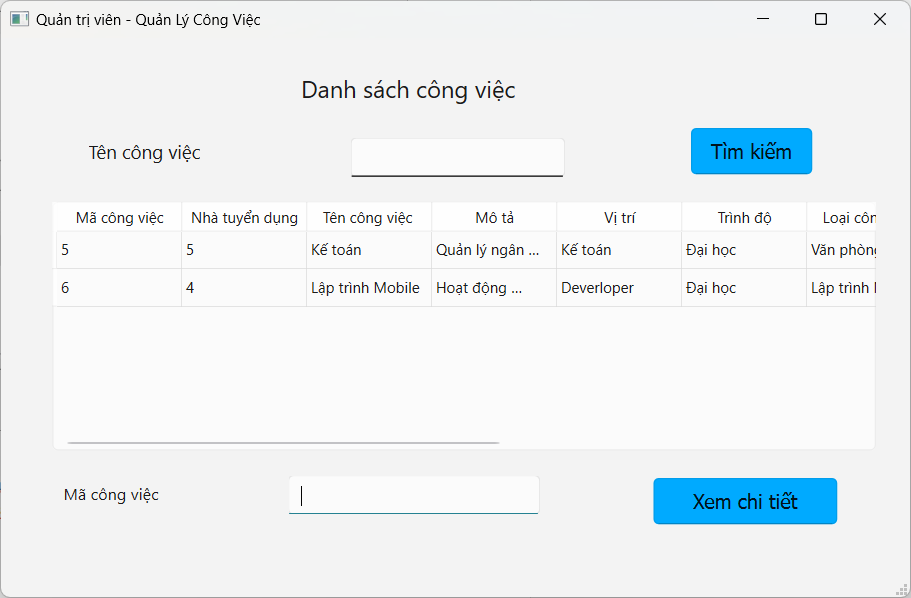 Quản trị viên - Quản Lý Công Việc
Danh sách công việc
Tên công việc Tìm kiếm
Mã công việc Nhà tuyển dụng Tên công việc Mô tả Vị trí Trình độ Loại côn
5 5 Kế toán Quản lý ngân ... Kế toán Đại học Văn phòng
6 4 Lập trình Mobile Hoạt động ... Deverloper Đại học Lập trình
Mã công việc Xem chi tiết